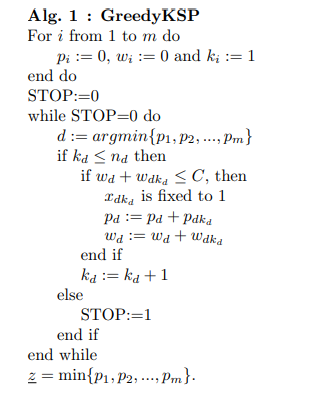 Alg. 1 : GreedyKSP
For i from 1 to m do
p_i := 0, w_i := 0 and k_i := 1
end do
STOP:=0
while STOP=0 do
d := argmin{p_1, p_2, ..., p_m}
if k_d ≤ n_d then
if w_d + w_{dk_d} ≤ C, then
x_{dk_d} is fixed to 1
p_d := p_d + p_{dk_d}
w_d := w_d + w_{dk_d}
end if
k_d := k_d + 1
else
STOP:=1
end if
end while
z = min{p_1, p_2, ..., p_m}.